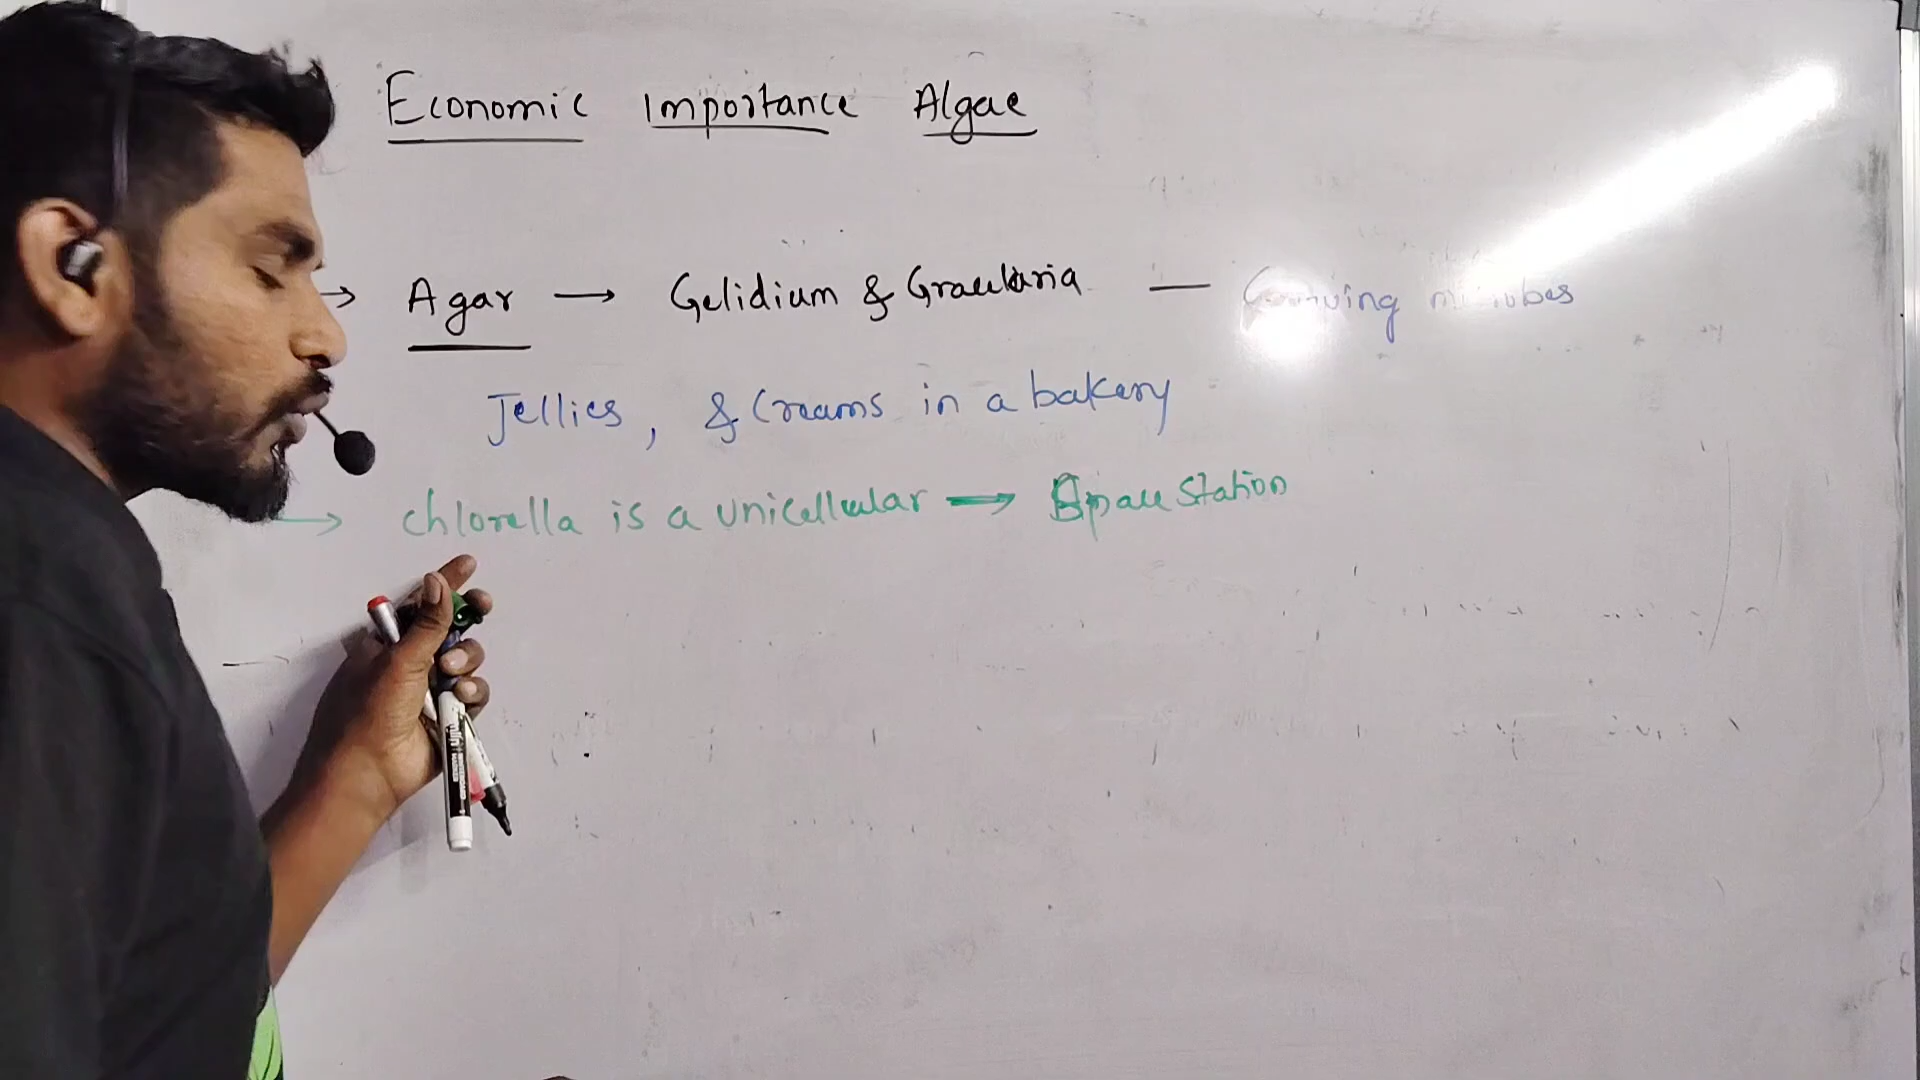 Economic Importance Algae
→ Agar → Gelidium & Gracilaria — Growing microbes
Jellies, & Creams in a bakery
→ chlorella is a unicellular → Space Station